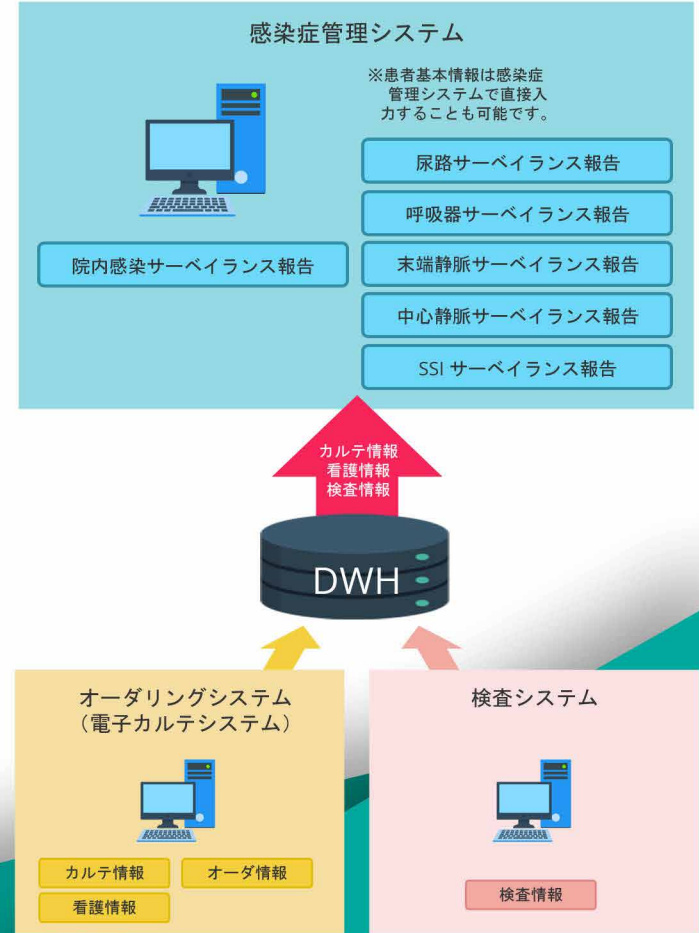 感染症管理システム
※患者基本情報は感染症
管理システムで直接入
力することも可能です。
尿路サーベイランス報告
呼吸器サーベイランス報告
院内感染サーベイランス報告
末端静脈サーベイランス報告
中心静脈サーベイランス報告
SSI サーベイランス報告
カルテ情報
看護情報
検査情報
DWH
オーダリングシステム
（電子カルテシステム）
カルテ情報
オーダ情報
看護情報
検査システム
検査情報